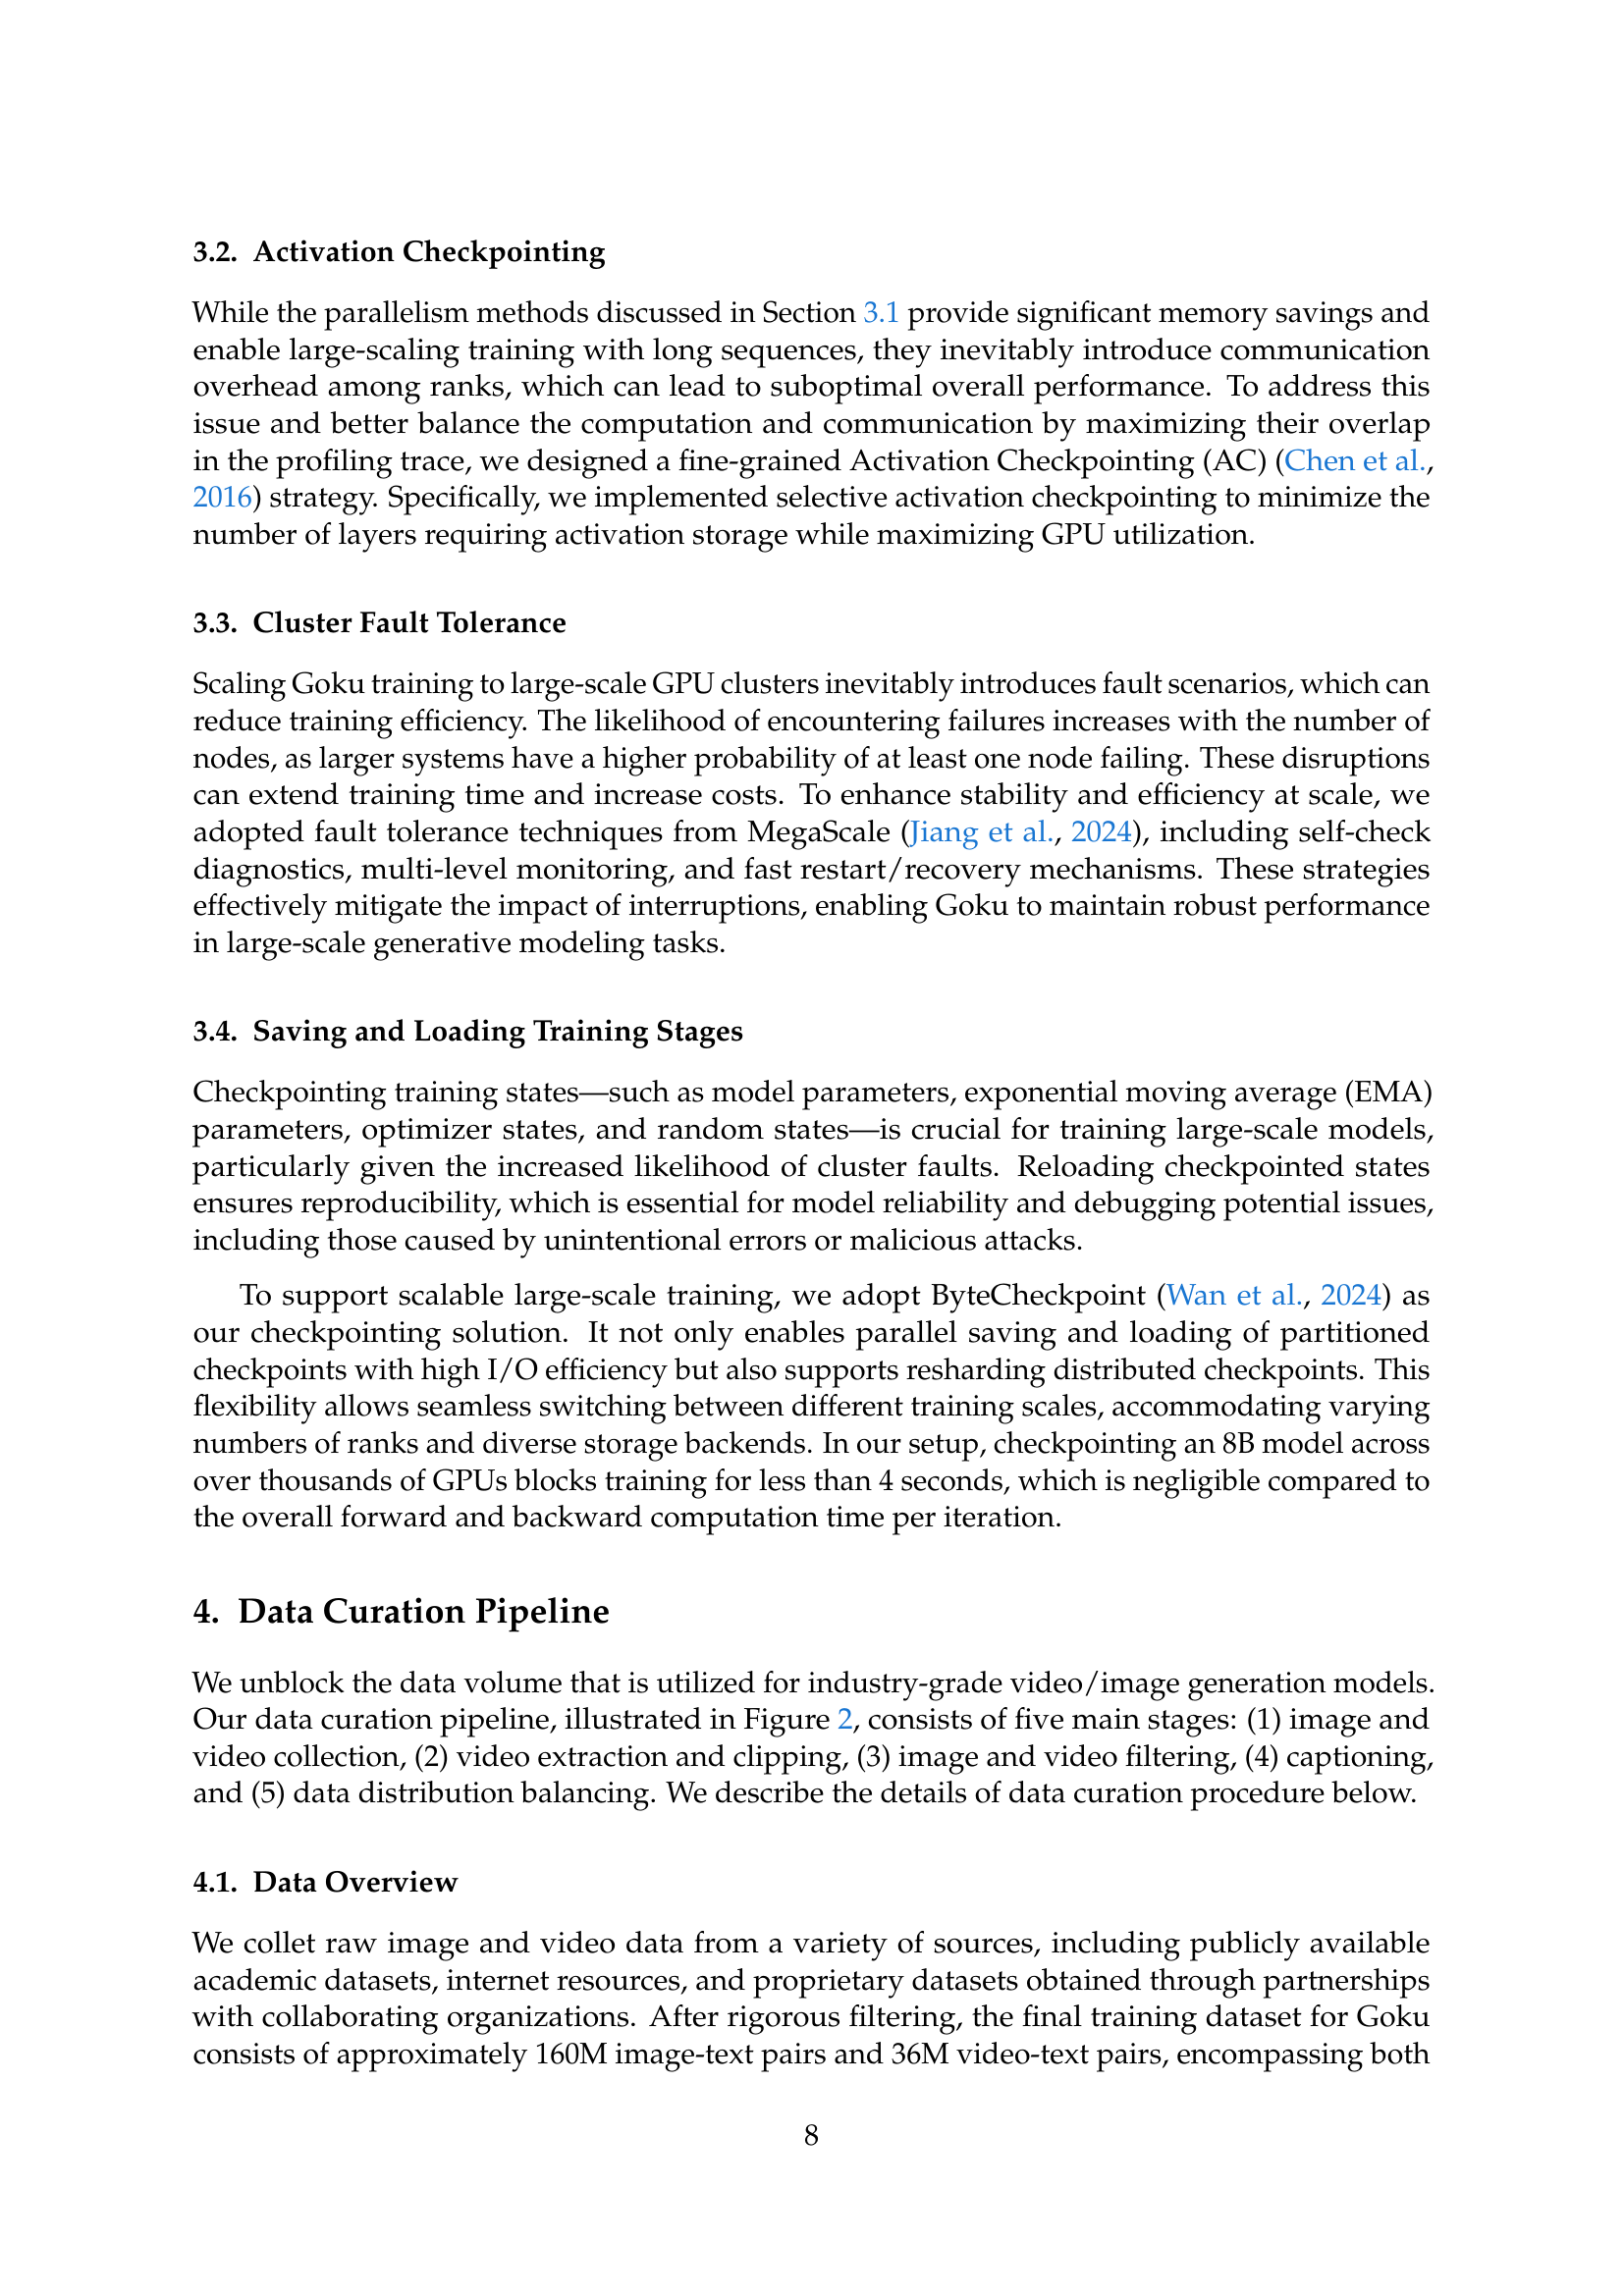 3.2. Activation Checkpointing
While the parallelism methods discussed in Section 3.1 provide significant memory savings and
enable large-scaling training with long sequences, they inevitably introduce communication
overhead among ranks, which can lead to suboptimal overall performance. To address this
issue and better balance the computation and communication by maximizing their overlap
in the profiling trace, we designed a fine-grained Activation Checkpointing (AC) (Chen et al.,
2016) strategy. Specifically, we implemented selective activation checkpointing to minimize the
number of layers requiring activation storage while maximizing GPU utilization.
3.3. Cluster Fault Tolerance
Scaling Goku training to large-scale GPU clusters inevitably introduces fault scenarios, which can
reduce training efficiency. The likelihood of encountering failures increases with the number of
nodes, as larger systems have a higher probability of at least one node failing. These disruptions
can extend training time and increase costs. To enhance stability and efficiency at scale, we
adopted fault tolerance techniques from MegaScale (Jiang et al., 2024), including self-check
diagnostics, multi-level monitoring, and fast restart/recovery mechanisms. These strategies
effectively mitigate the impact of interruptions, enabling Goku to maintain robust performance
in large-scale generative modeling tasks.
3.4. Saving and Loading Training Stages
Checkpointing training states—such as model parameters, exponential moving average (EMA)
parameters, optimizer states, and random states—is crucial for training large-scale models,
particularly given the increased likelihood of cluster faults. Reloading checkpointed states
ensures reproducibility, which is essential for model reliability and debugging potential issues,
including those caused by unintentional errors or malicious attacks.
To support scalable large-scale training, we adopt ByteCheckpoint (Wan et al., 2024) as
our checkpointing solution. It not only enables parallel saving and loading of partitioned
checkpoints with high I/O efficiency but also supports resharding distributed checkpoints. This
flexibility allows seamless switching between different training scales, accommodating varying
numbers of ranks and diverse storage backends. In our setup, checkpointing an 8B model across
over thousands of GPUs blocks training for less than 4 seconds, which is negligible compared to
the overall forward and backward computation time per iteration.
4. Data Curation Pipeline
We unblock the data volume that is utilized for industry-grade video/image generation models.
Our data curation pipeline, illustrated in Figure 2, consists of five main stages: (1) image and
video collection, (2) video extraction and clipping, (3) image and video filtering, (4) captioning,
and (5) data distribution balancing. We describe the details of data curation procedure below.
4.1. Data Overview
We collet raw image and video data from a variety of sources, including publicly available
academic datasets, internet resources, and proprietary datasets obtained through partnerships
with collaborating organizations. After rigorous filtering, the final training dataset for Goku
consists of approximately 160M image-text pairs and 36M video-text pairs, encompassing both
8